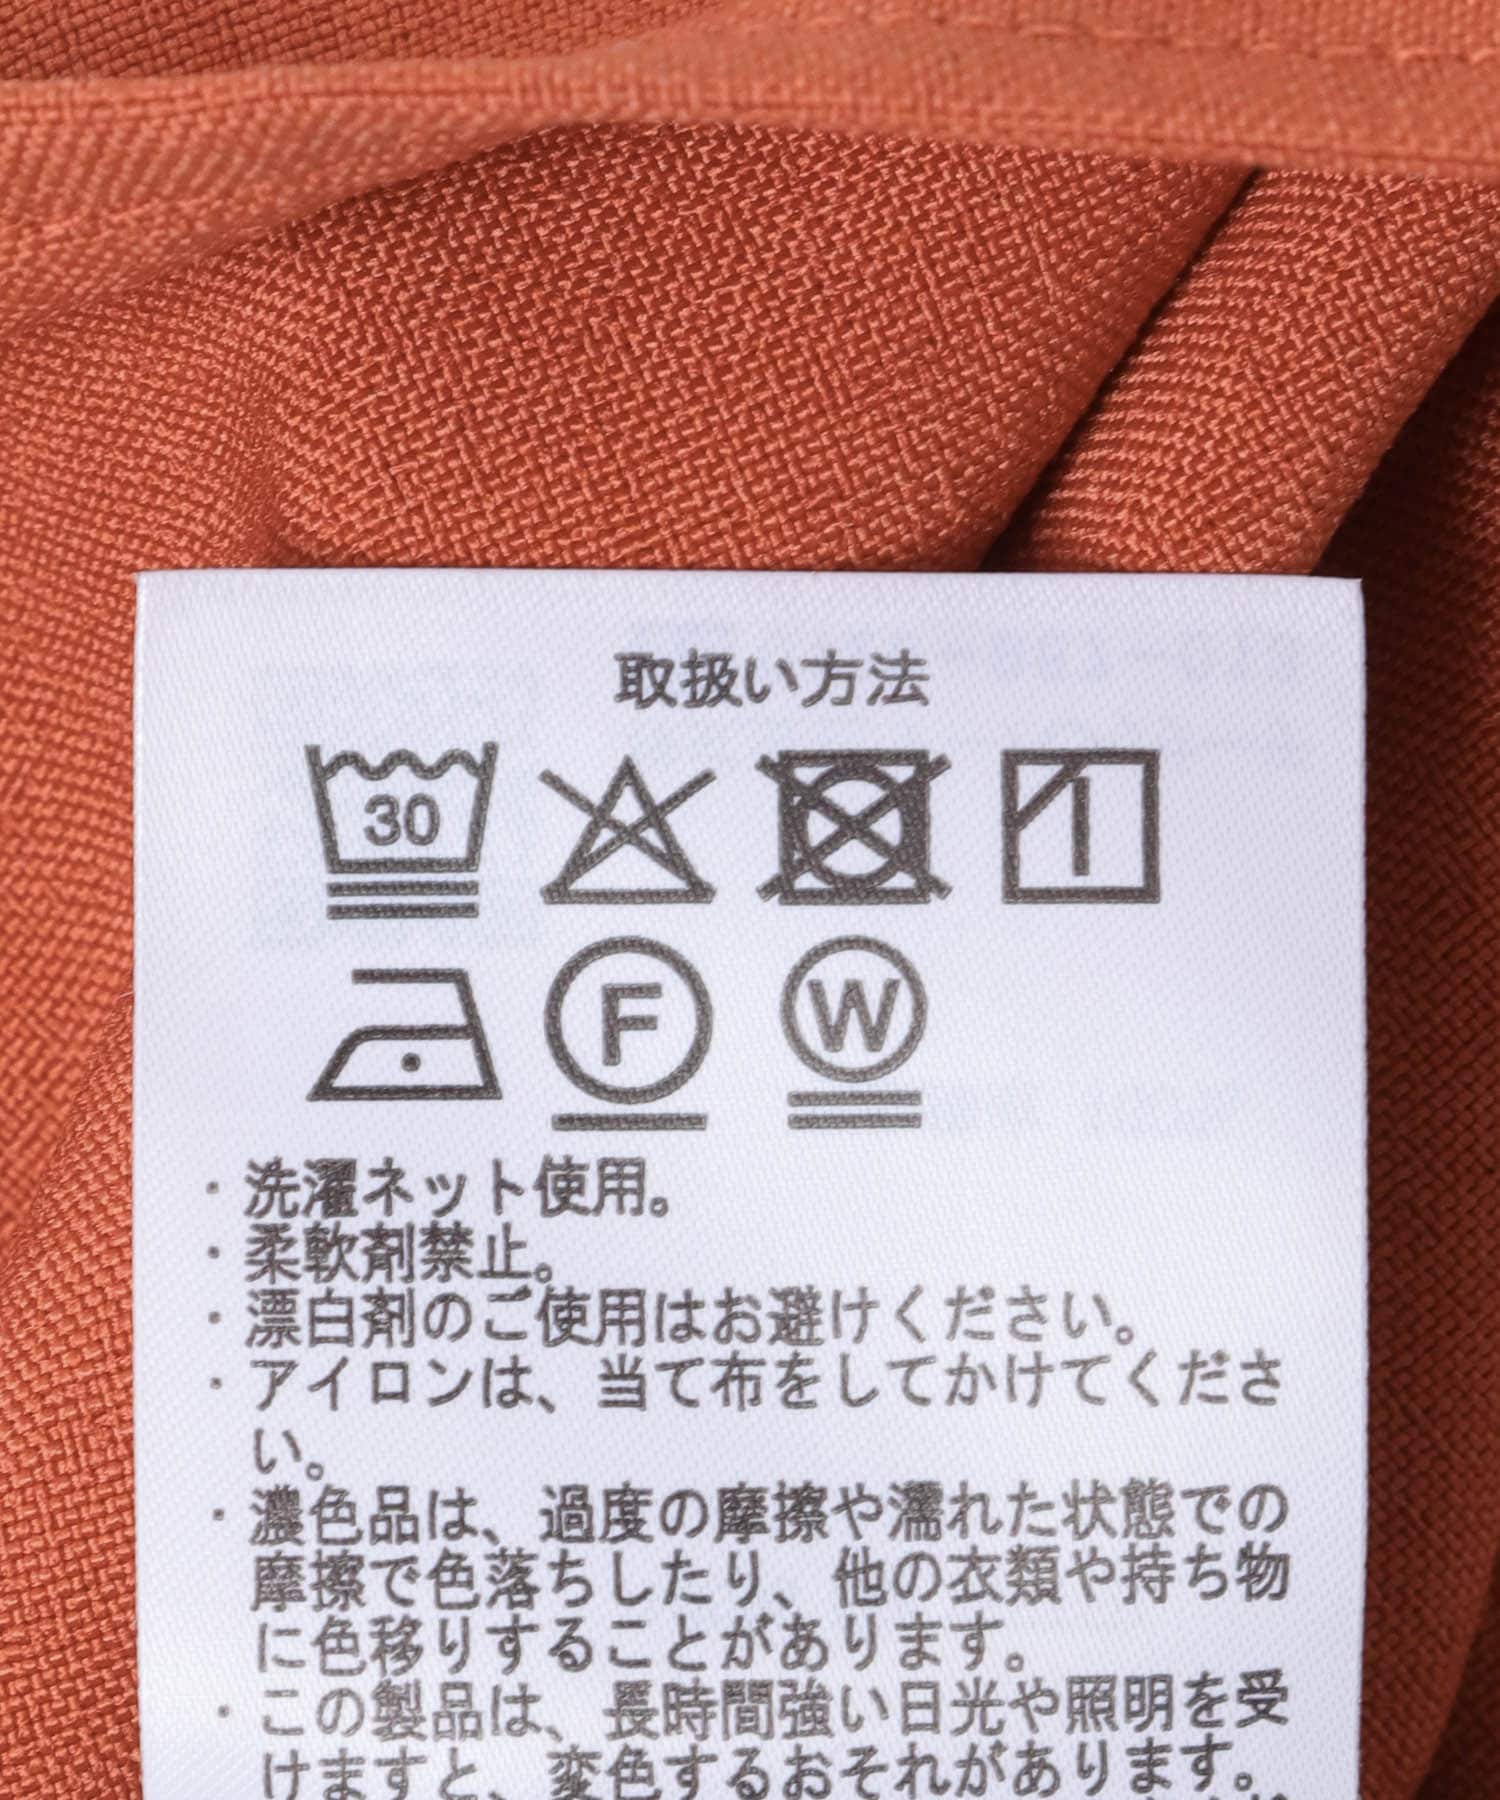 取扱い方法
30
F
W
・洗濯ネット使用。
・柔軟剤禁止。
・漂白剤のご使用はお避けください。
・アイロンは、当て布をしてかけてくださ
い。
・濃色品は、過度の摩擦や濡れた状態での
摩擦で色落ちしたり、他の衣類や持ち物
に色移りすることがあります。
・この製品は、長時間強い日光や照明を受
けますと、変色するおそれがあります。